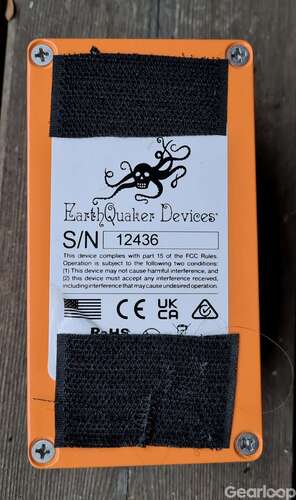 EarthQuaker Devices
S/N 12436
This device complies with part 15 of the FCC Rules.
Operation is subject to the following two conditions:
(1) This device may not cause harmful interference, and
(2) this device must accept any interference received,
including interference that may cause undesired operation.
CE UK
CA
RoHS
Gearloop